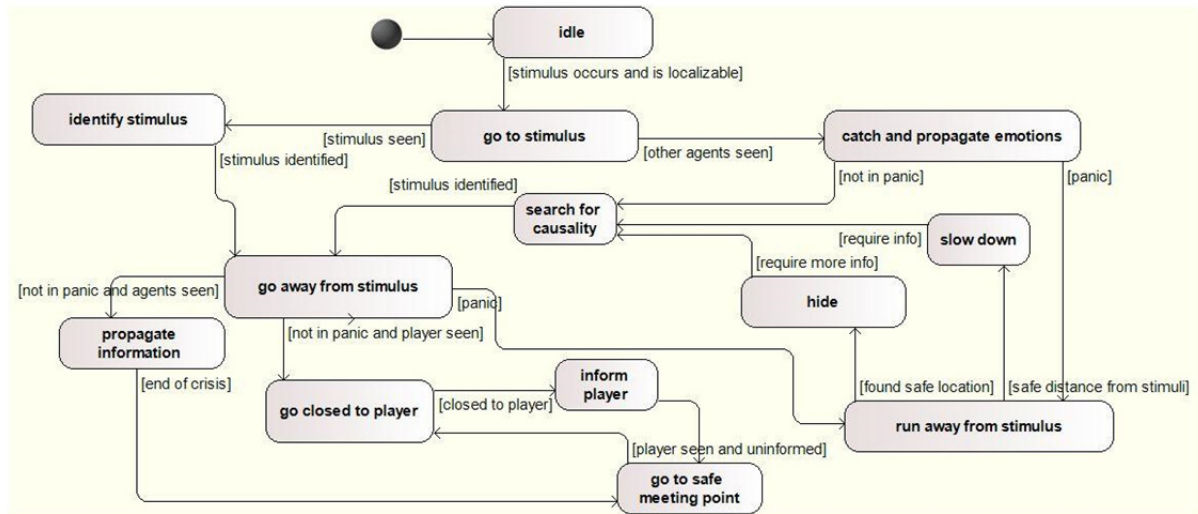 idle
[stimulus occurs and is localizable]
identify stimulus
go to stimulus
catch and propagate emotions
[stimulus seen]
[other agents seen]
[stimulus identified]
[not in panic]
[panic]
[stimulus identified]
search for
causality
[require info]
slow down
[require more info]
go away from stimulus
[not in panic and agents seen]
[panic]
hide
propagate
information
[not in panic and player seen]
[end of crisis]
inform
player
[found safe location]
[safe distance from stimuli]
go closed to player
[closed to player]
run away from stimulus
[player seen and uninformed]
go to safe
meeting point